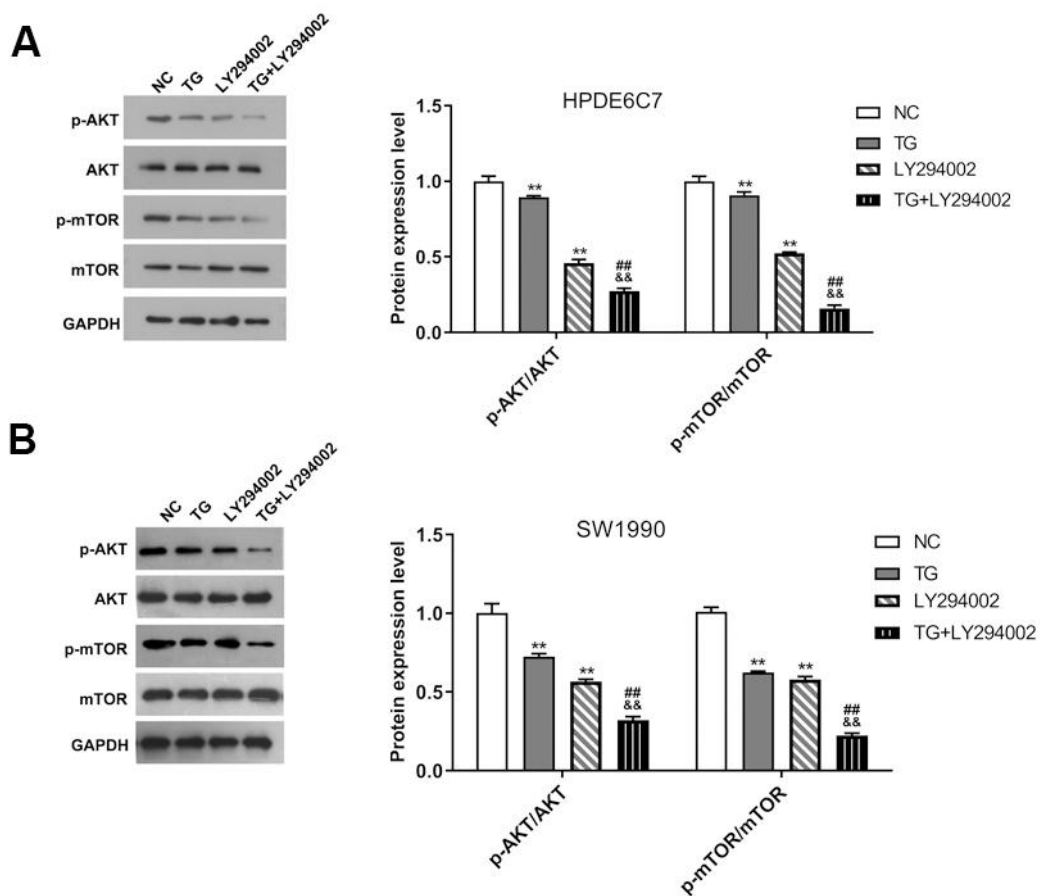 A
NC TG LY294002 TG+LY294002
p-AKT
AKT
p-mTOR
mTOR
GAPDH
HPDE6C7
Protein expression level
1.5
1.0
0.5
0.0
** ** ## &&
** ** ## &&
p-AKT/AKT
p-mTOR/mTOR
NC
TG
LY294002
TG+LY294002
B
NC TG LY294002 TG+LY294002
p-AKT
AKT
p-mTOR
mTOR
GAPDH
SW1990
Protein expression level
1.5
1.0
0.5
0.0
** ** ## &&
** ** ## &&
p-AKT/AKT
p-mTOR/mTOR
NC
TG
LY294002
TG+LY294002